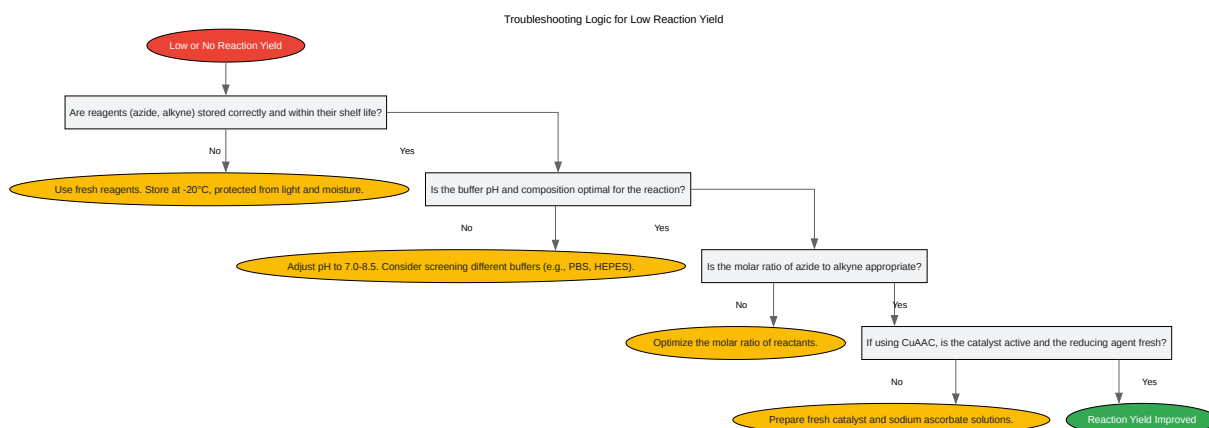 Troubleshooting Logic for Low Reaction Yield
Low or No Reaction Yield
Are reagents (azide, alkyne) stored correctly and within their shelf life?
No
Yes
Use fresh reagents. Store at -20°C, protected from light and moisture.
Is the buffer pH and composition optimal for the reaction?
No
Yes
Adjust pH to 7.0-8.5. Consider screening different buffers (e.g., PBS, HEPES).
Is the molar ratio of azide to alkyne appropriate?
No
Yes
Optimize the molar ratio of reactants.
If using CuAAC, is the catalyst active and the reducing agent fresh?
No
Yes
Prepare fresh catalyst and sodium ascorbate solutions.
Reaction Yield Improved